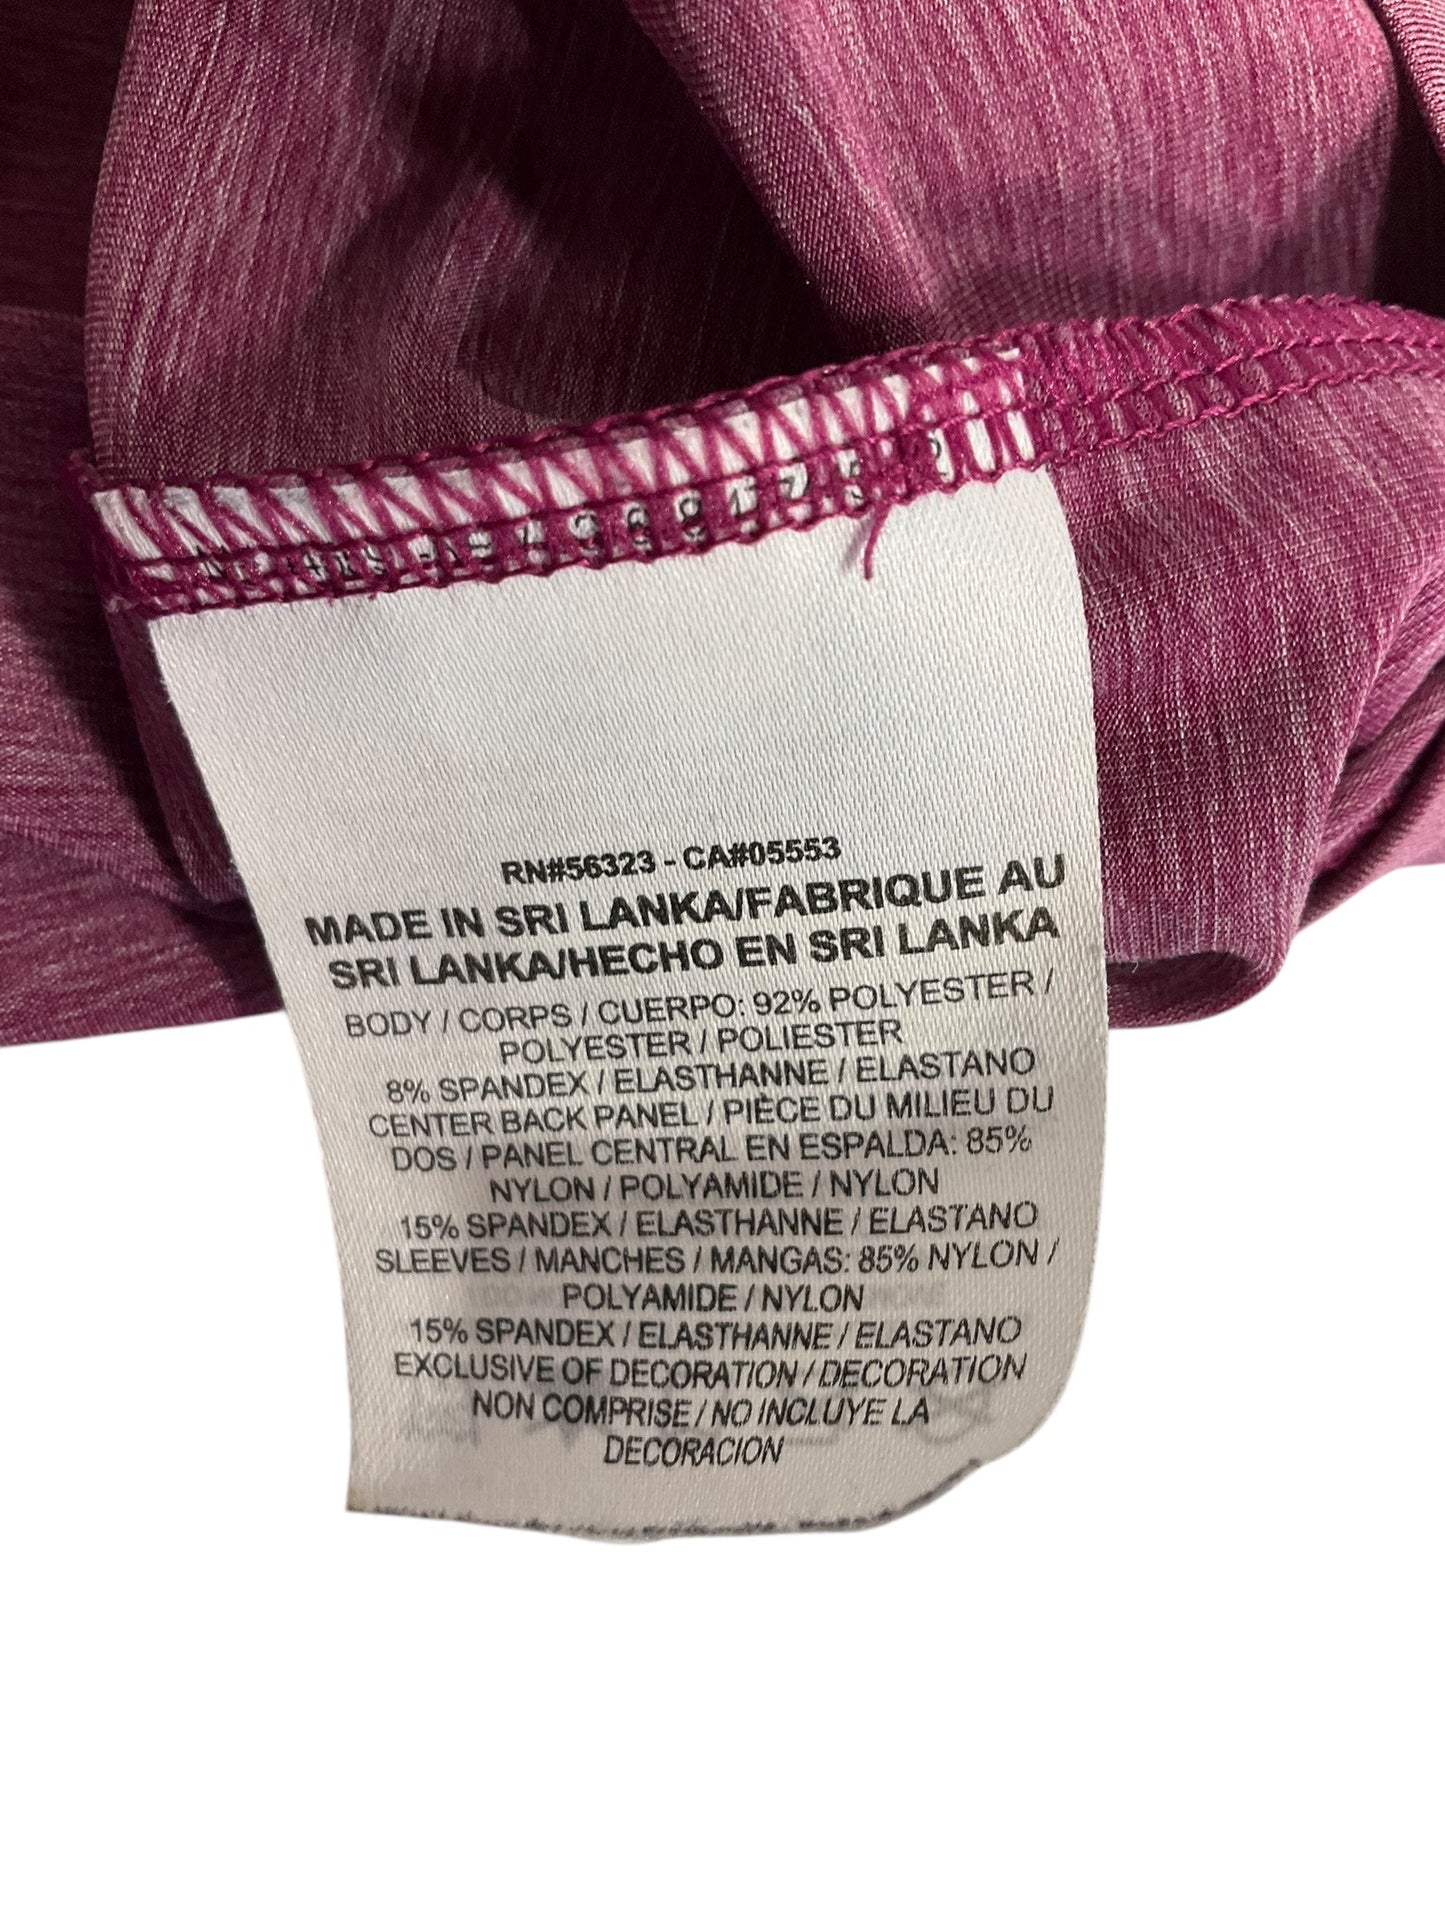 RN#56323 - CA#05553
MADE IN SRI LANKA/FABRIQUE AU
SRI LANKA/HECHO EN SRI LANKA
BODY / CORPS / CUERPO: 92% POLYESTER /
POLYESTER / POLIESTER
8% SPANDEX / ELASTHANNE / ELASTANO
CENTER BACK PANEL / PIÈCE DU MILIEU DU
DOS / PANEL CENTRAL EN ESPALDA: 85%
NYLON / POLYAMIDE / NYLON
15% SPANDEX / ELASTHANNE / ELASTANO
SLEEVES / MANCHES / MANGAS: 85% NYLON /
POLYAMIDE / NYLON
15% SPANDEX / ELASTHANNE / ELASTANO
EXCLUSIVE OF DECORATION / DECORATION
NON COMPRISE / NO INCLUYE LA
DECORACION